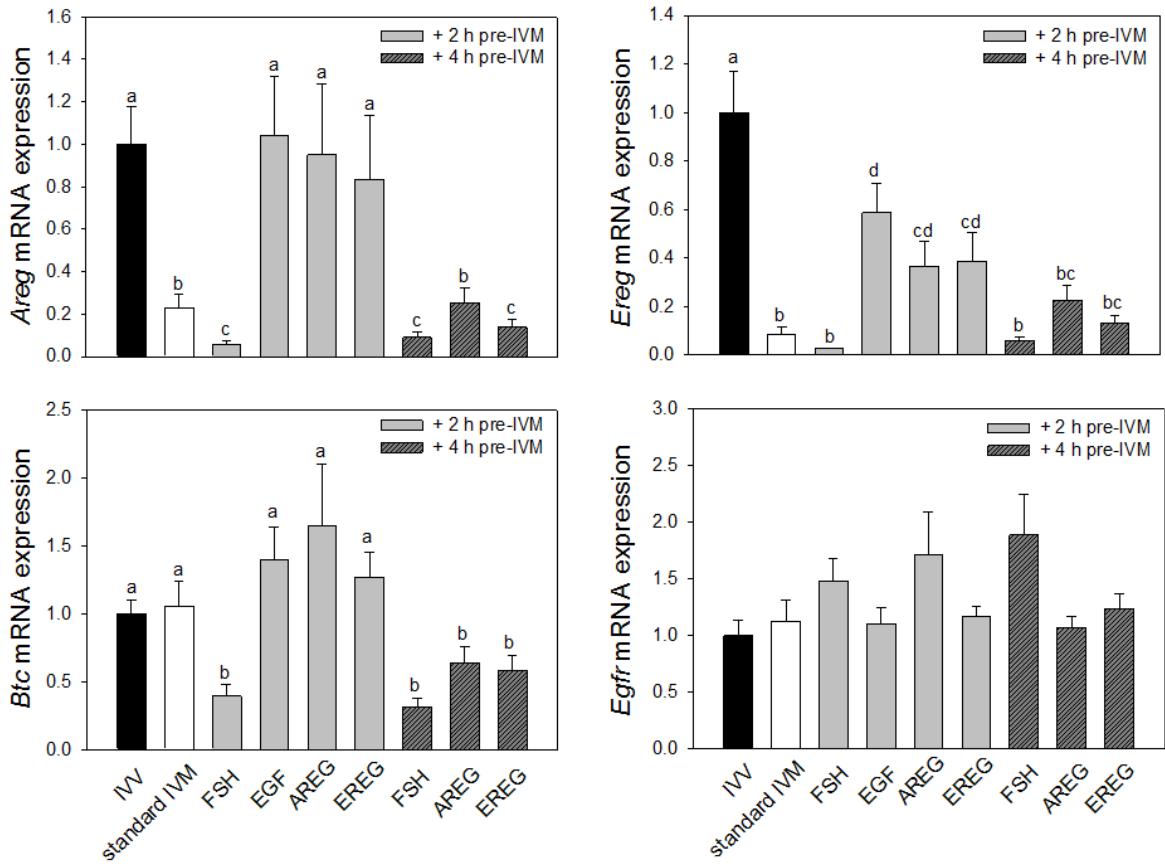 Areg mRNA expression
1.6
1.4
1.2
1.0
0.8
0.6
0.4
0.2
0.0
+ 2 h pre-IVM
+ 4 h pre-IVM
a
b
c
a
a
a
c
b
c
Ereg mRNA expression
1.4
1.2
1.0
0.8
0.6
0.4
0.2
0.0
+ 2 h pre-IVM
+ 4 h pre-IVM
a
b
b
d
cd
cd
b
bc
bc
Btc mRNA expression
2.5
2.0
1.5
1.0
0.5
0.0
+ 2 h pre-IVM
+ 4 h pre-IVM
a
a
b
a
a
a
b
b
b
IVV
standard IVM
FSH
EGF
AREG
EREG
FSH
AREG
EREG
Egfr mRNA expression
3.0
2.5
2.0
1.5
1.0
0.5
0.0
+ 2 h pre-IVM
+ 4 h pre-IVM
IVV
standard IVM
FSH
EGF
AREG
EREG
FSH
AREG
EREG